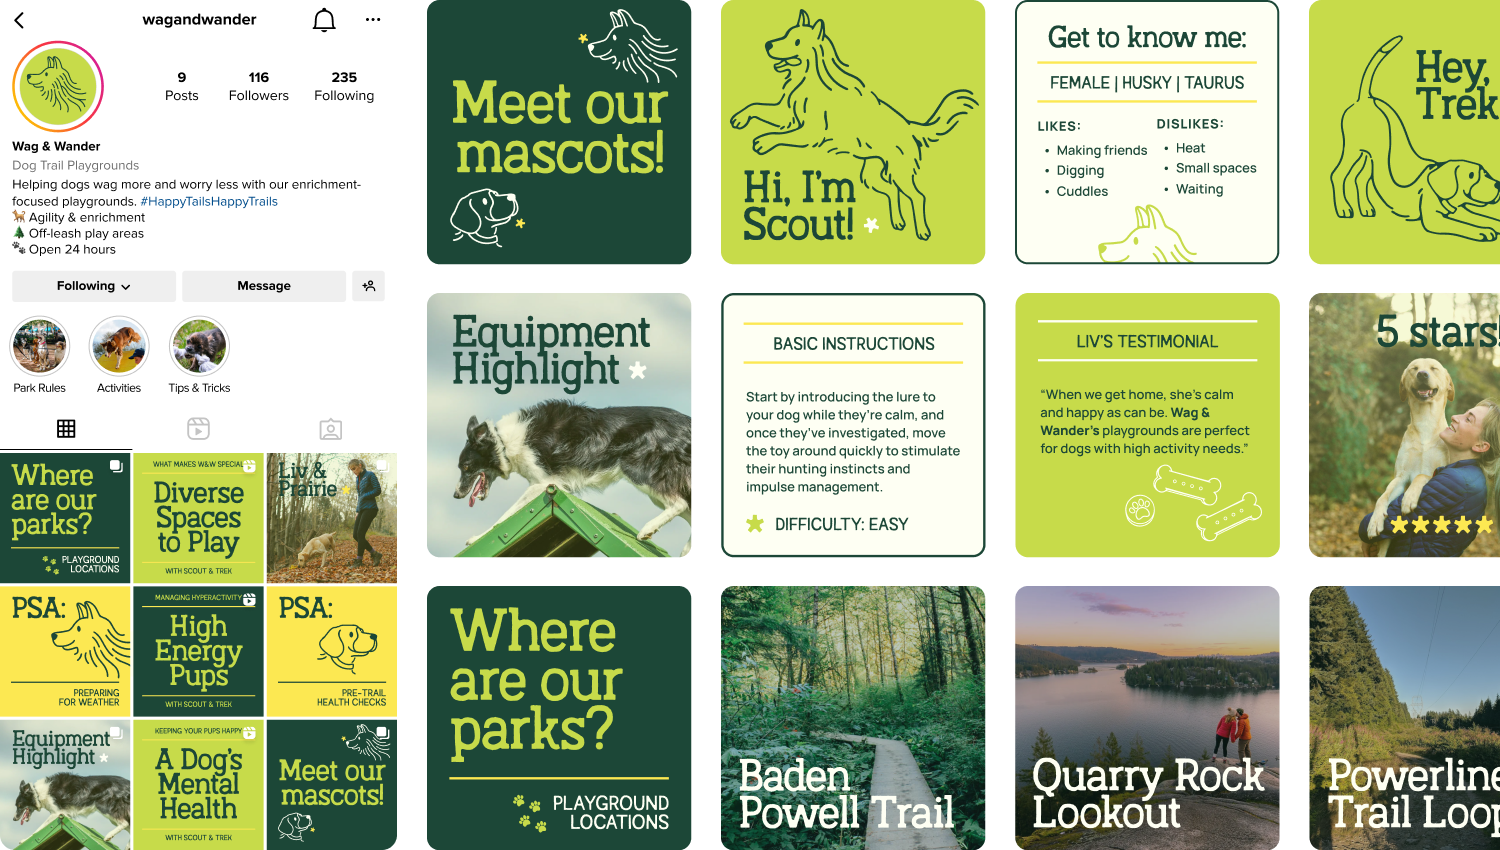 wagandwander
9
Posts
116
Followers
235
Following
Wag & Wander
Dog Trail Playgrounds
Helping dogs wag more and worry less with our enrichment-
focused playgrounds. #HappyTailsHappyTrails
🐕 Agility & enrichment
🌲 Off-leash play areas
🐾 Open 24 hours
Following
Message
Park Rules
Activities
Tips & Tricks
Where
are our
parks?
PLAYGROUND
LOCATIONS
WHAT MAKES W&W SPECIAL
Diverse
Spaces
to Play
WITH SCOUT & TREK
Liv &
Prairie
PSA:
PREPARING
FOR WEATHER
MANAGING HYPERACTIVITY
High
Energy
Pups
WITH SCOUT & TREK
PSA:
PRE-TRAIL
HEALTH CHECKS
Equipment
Highlight
KEEPING YOUR PUPS HAPPY
A Dog's
Mental
Health
WITH SCOUT & TREK
Meet our
mascots!
Meet our
mascots!
Hi, I'm
Scout!
Get to know me:
FEMALE | HUSKY | TAURUS
LIKES:
• Making friends
• Digging
• Cuddles
DISLIKES:
• Heat
• Small spaces
• Waiting
Hey,
Trek
Equipment
Highlight
BASIC INSTRUCTIONS
Start by introducing the lure to
your dog while they're calm, and
once they've investigated, move
the toy around quickly to stimulate
their hunting instincts and
impulse management.
DIFFICULTY: EASY
LIV'S TESTIMONIAL
“When we get home, she's calm
and happy as can be. Wag &
Wander's playgrounds are perfect
for dogs with high activity needs.”
5 stars!
Where
are our
parks?
PLAYGROUND
LOCATIONS
Baden
Powell Trail
Quarry Rock
Lookout
Powerline
Trail Loop